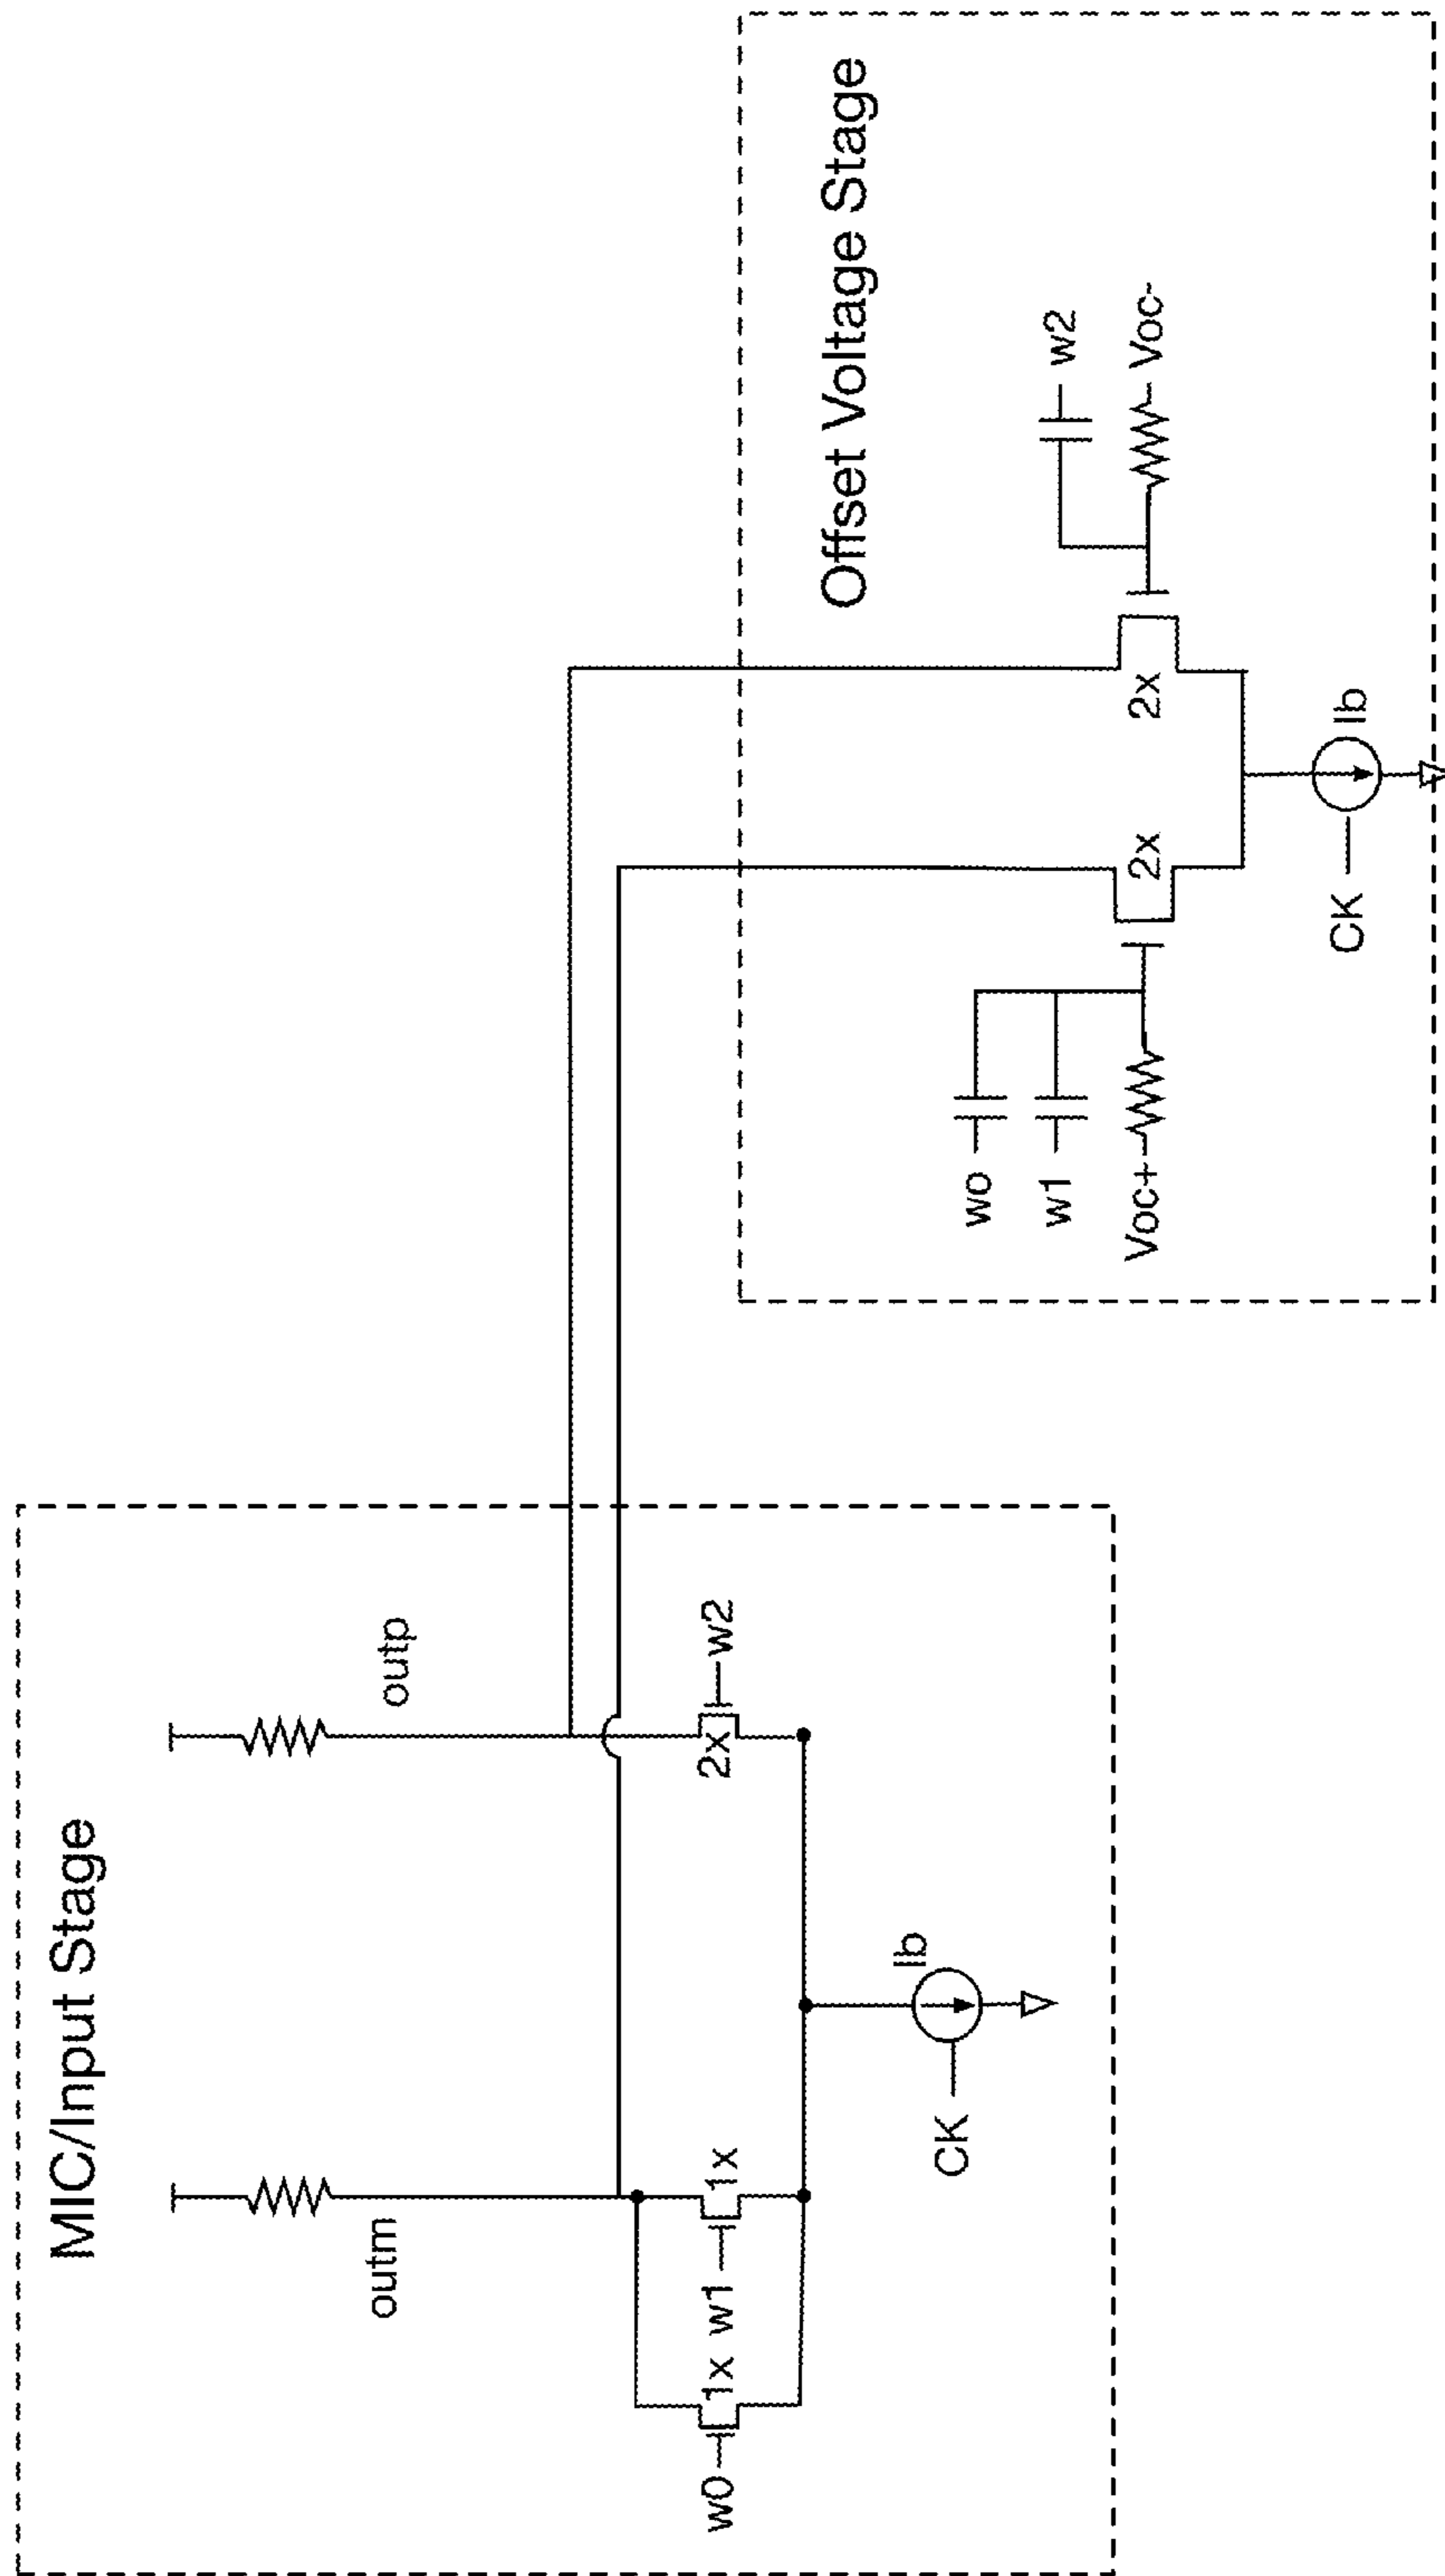 MIC/Input Stage
outm
outp
w0
1x
w1
1x
2x
w2
CK
Ib
Offset Voltage Stage
wo
w1
Voc+
2x
2x
w2
Voc-
CK
Ib